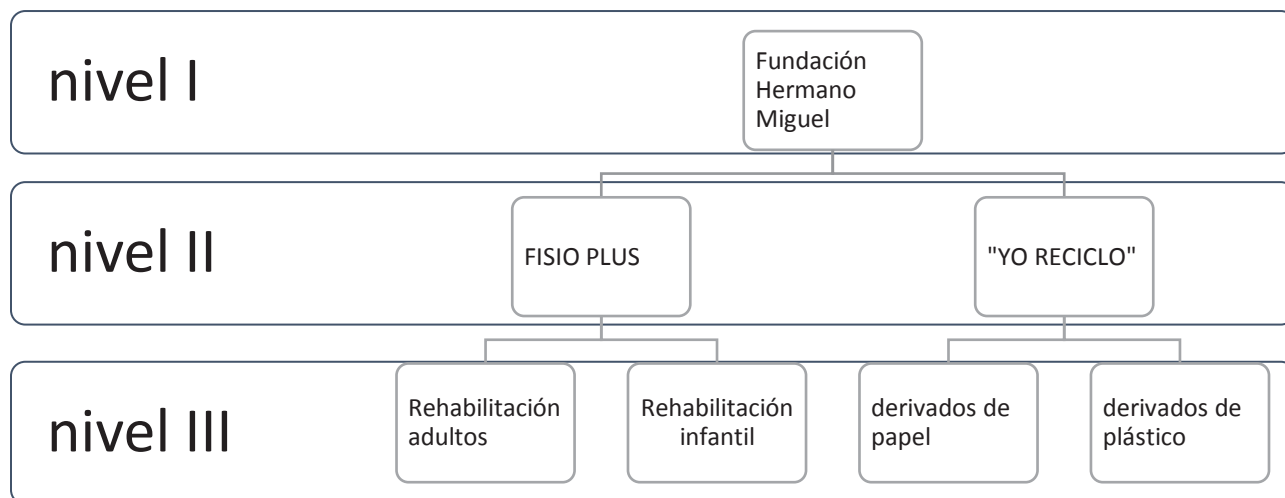 nivel I
Fundación
Hermano
Miguel
nivel II
FISIO PLUS
"YO RECICLO"
nivel III
Rehabilitación
adultos
Rehabilitación
infantil
derivados de
papel
derivados de
plástico